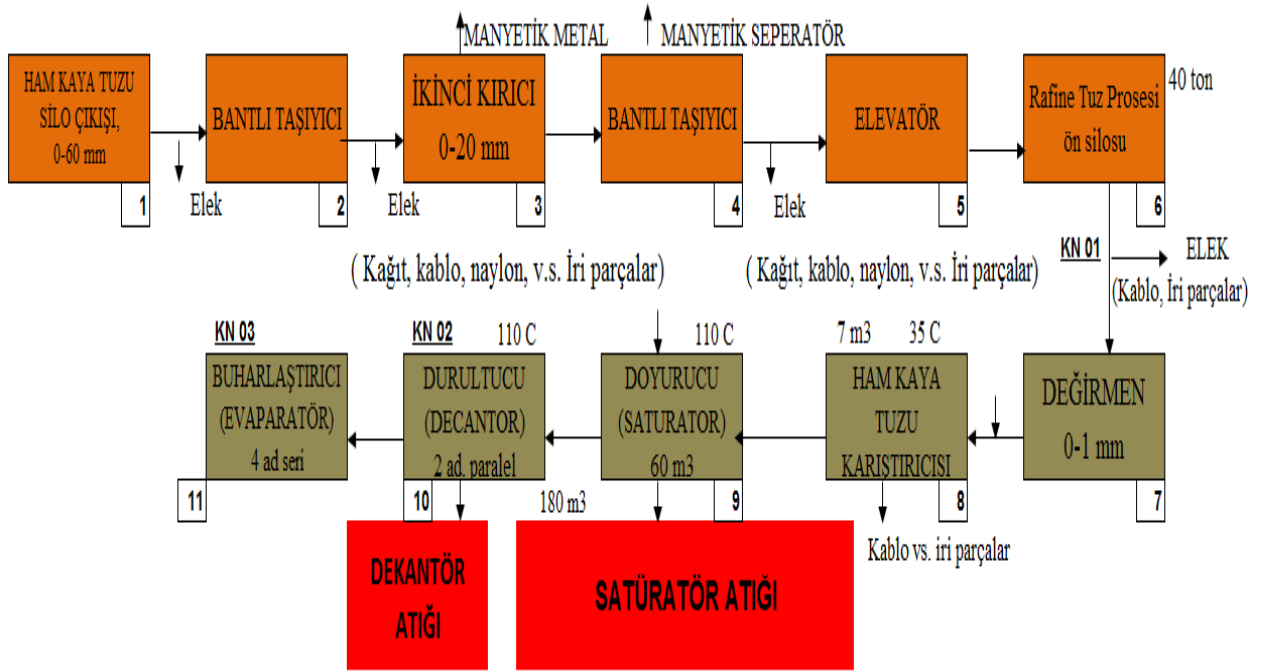 MANYETİK METAL
MANYETİK SEPERATÖR
HAM KAYA TUZU
SİLO ÇIKIŞI,
0-60 mm
1
Elek
BANTLI TAŞIYICI
2
Elek
İKİNCİ KIRICI
0-20 mm
3
BANTLI TAŞIYICI
4
Elek
ELEVATÖR
5
Rafine Tuz Prosesi
ön silosu
6
40 ton
( Kağıt, kablo, naylon, v.s. İri parçalar)
( Kağıt, kablo, naylon, v.s. İri parçalar)
KN 01
ELEK
(Kablo, İri parçalar)
DEĞİRMEN
0-1 mm
7
7 m3
35 C
HAM KAYA
TUZU
KARIŞTIRICISI
8
Kablo vs. iri parçalar
110 C
DOYURUCU
(SATURATOR)
60 m3
9
KN 02
110 C
DURULTUCU
(DECANTOR)
2 ad. paralel
10
180 m3
KN 03
BUHARLAŞTIRICI
(EVAPARATÖR)
4 ad seri
11
DEKANTÖR
ATIĞI
SATÜRATÖR ATIĞI